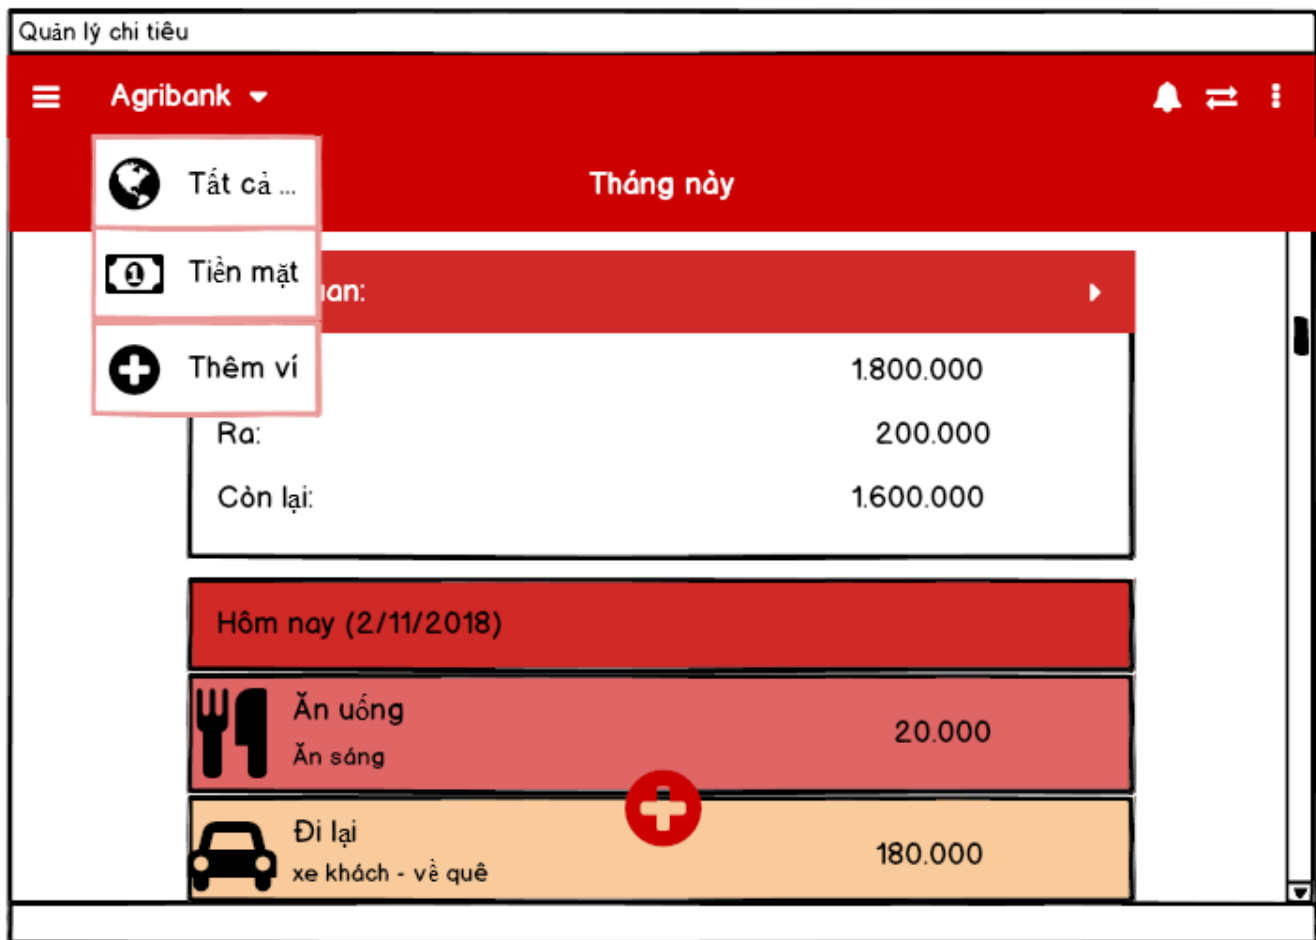 Quản lý chi tiêu
Agribank
Tất cả ...
Tháng này
Tiền mặt
Thêm ví
1.800.000
Ra: 200.000
Còn lại: 1.600.000
Hôm nay (2/11/2018)
Ăn uống
Ăn sáng
20.000
Đi lại
xe khách - về quê
180.000